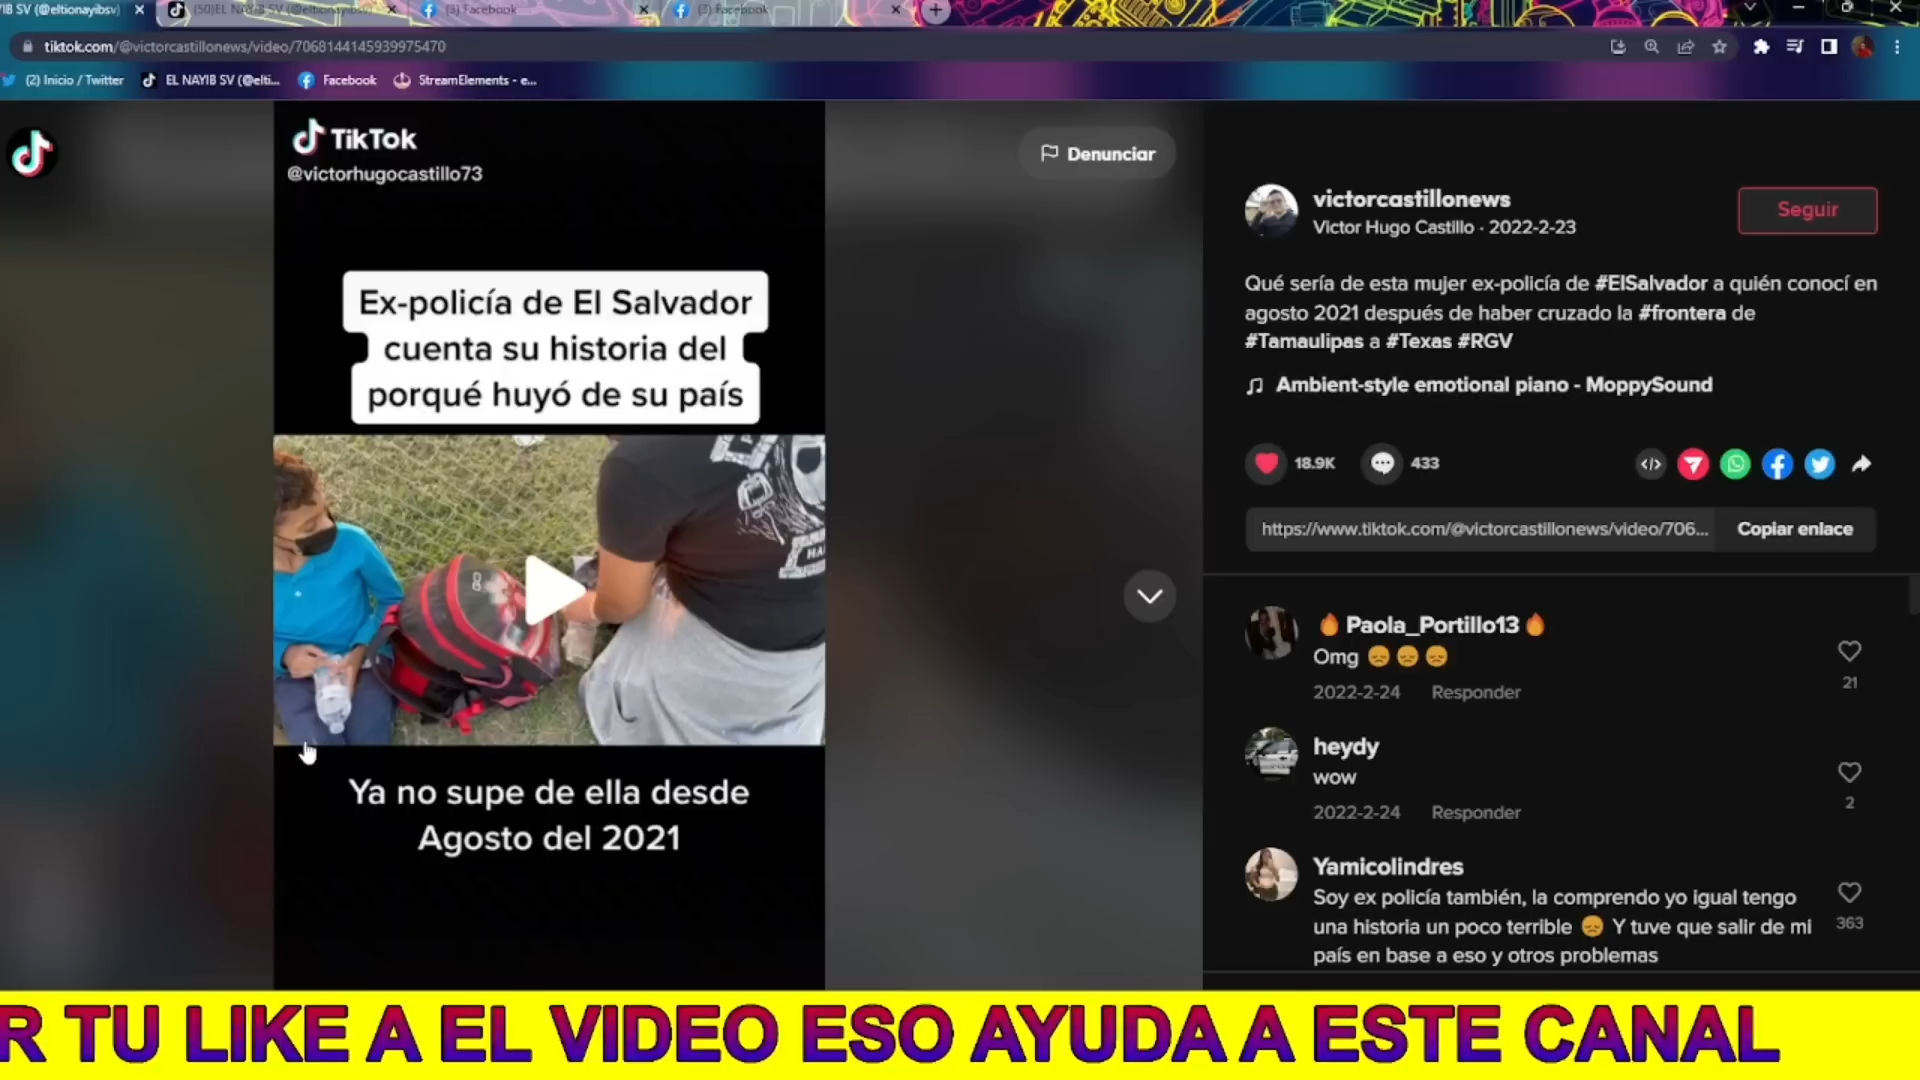 IB SV (@eltionayibsv)
(50)EL NAYIB SV (@eltionayibsv
(3) Facebook
(3) Facebook
tiktok.com/@victorcastillonews/video/7068144145939975470
(2) Inicio / Twitter
EL NAYIB SV (@elti...
Facebook
StreamElements - e...
TikTok
@victorhugocastillo73
Denunciar
Ex-policía de El Salvador
cuenta su historia del
porqué huyó de su país
Ya no supe de ella desde
Agosto del 2021
victorcastillonews
Victor Hugo Castillo · 2022-2-23
Seguir
Qué sería de esta mujer ex-policía de #ElSalvador a quién conocí en
agosto 2021 después de haber cruzado la #frontera de
#Tamaulipas a #Texas #RGV
Ambient-style emotional piano - MoppySound
18.9K
433
https://www.tiktok.com/@victorcastillonews/video/706...
Copiar enlace
🔥 Paola_Portillo13 🔥
Omg 😞 😞 😞
21
2022-2-24 Responder
heydy
wow
2
2022-2-24 Responder
Yamicolindres
Soy ex policía también, la comprendo yo igual tengo
una historia un poco terrible 😞 Y tuve que salir de mi
país en base a eso y otros problemas
363
R TU LIKE A EL VIDEO ESO AYUDA A ESTE CANAL